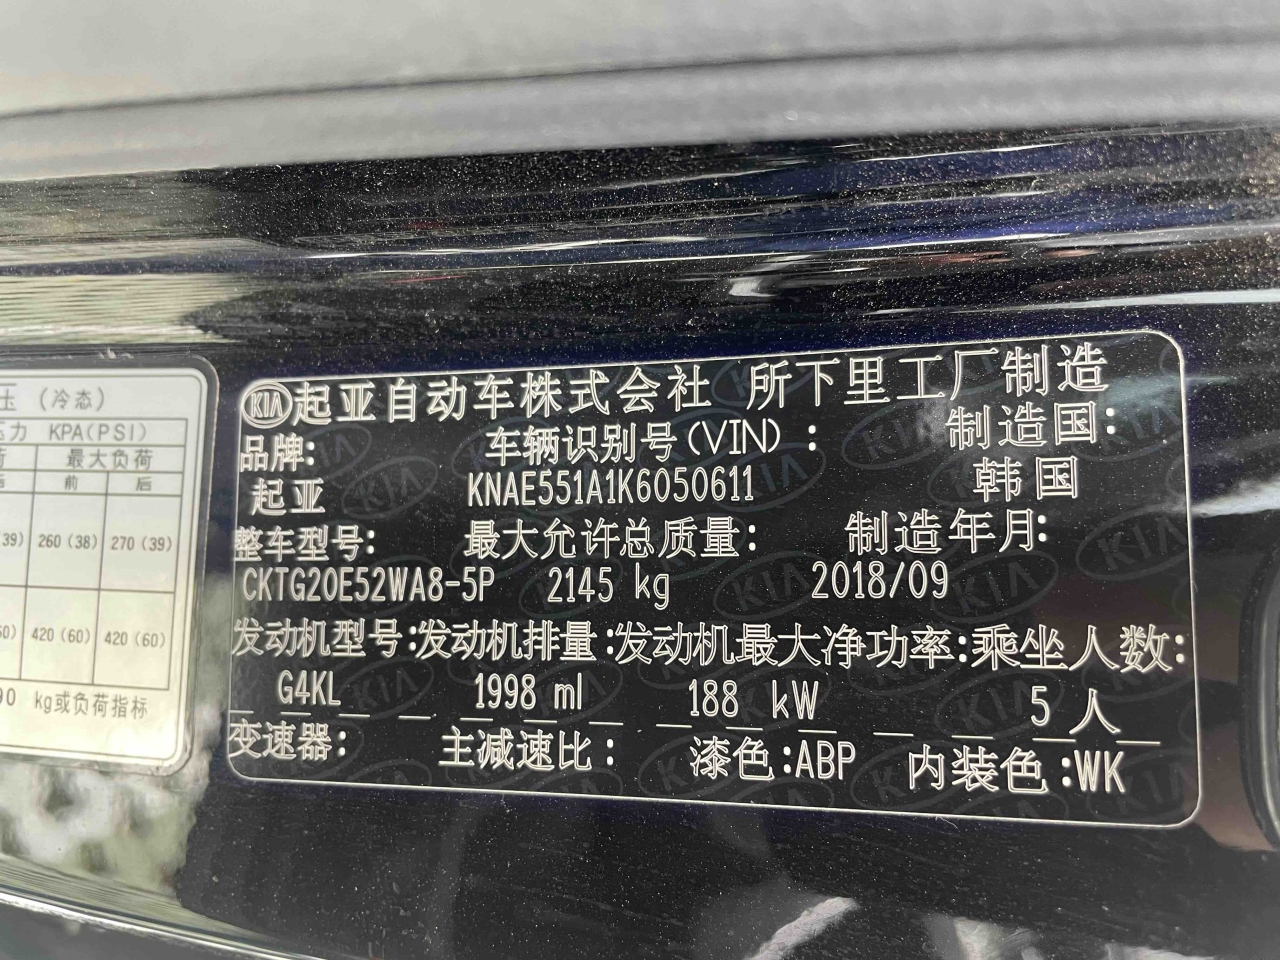 压 (冷态)
压力 KPA(PSI)
最大负荷
后 前 后
(39) 260 (38) 270 (39)
420 (60) 420 (60)
90 kg或负荷指标
KIA 起亚自动车株式会社 所下里工厂制造
品牌: 车辆识别号(VIN) : 制造国:
起亚 KNAE551A1K6050611 韩国
整车型号: 最大允许总质量: 制造年月:
CKTG20E52WA8-5P 2145 kg 2018/09
发动机型号:发动机排量:发动机最大净功率:乘坐人数:
G4KL 1998 ml 188 kW 5 人
变速器: 主减速比: 漆色:ABP 内装色:WK